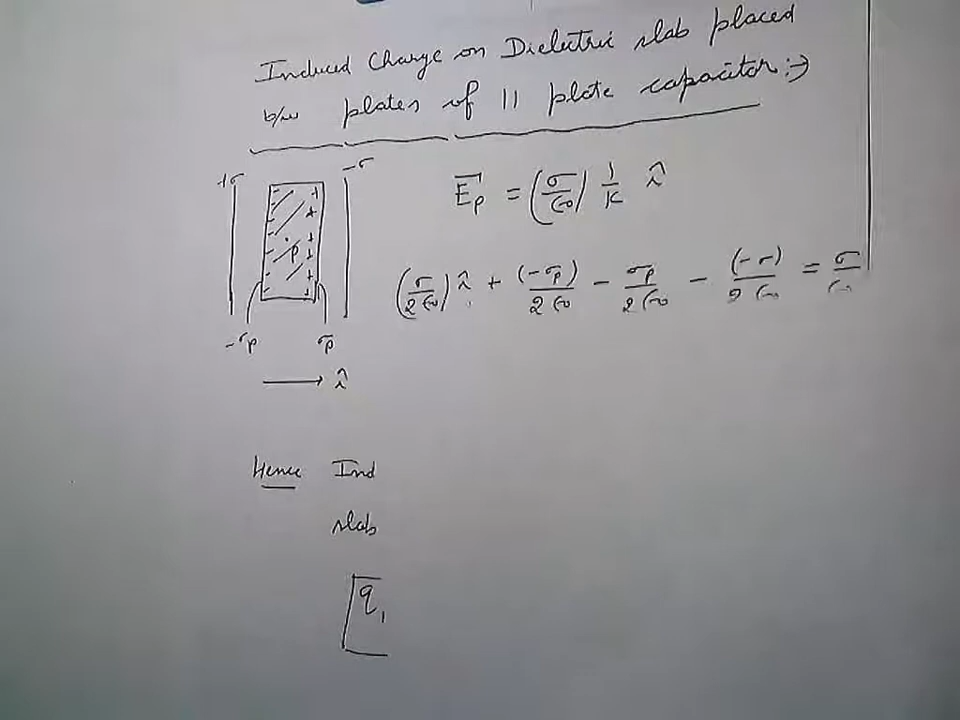 Induced Charge on Dielectric slab placed
b/w plates of || plate capacitor :→
+σ -σ
E⃗p = (σ/ε₀) 1/K î
- - - - - + + + + + P
(σ/2ε₀) î + (-σp)/2ε₀ - σp/2ε₀ - (-σ)/2ε₀ = σ/ε₀
-σp σp
→ î
Hence Ind
slab
q